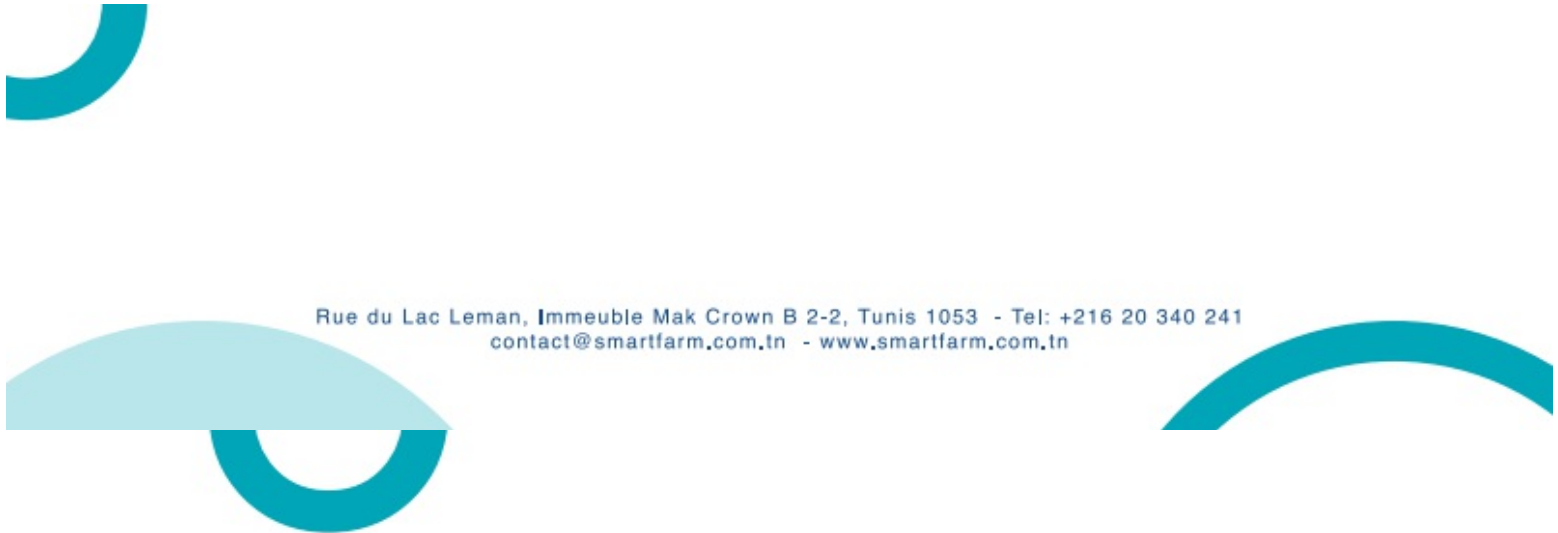 Rue du Lac Leman, Immeuble Mak Crown B 2-2, Tunis 1053 - Tel: +216 20 340 241
contact@smartfarm.com.tn - www.smartfarm.com.tn